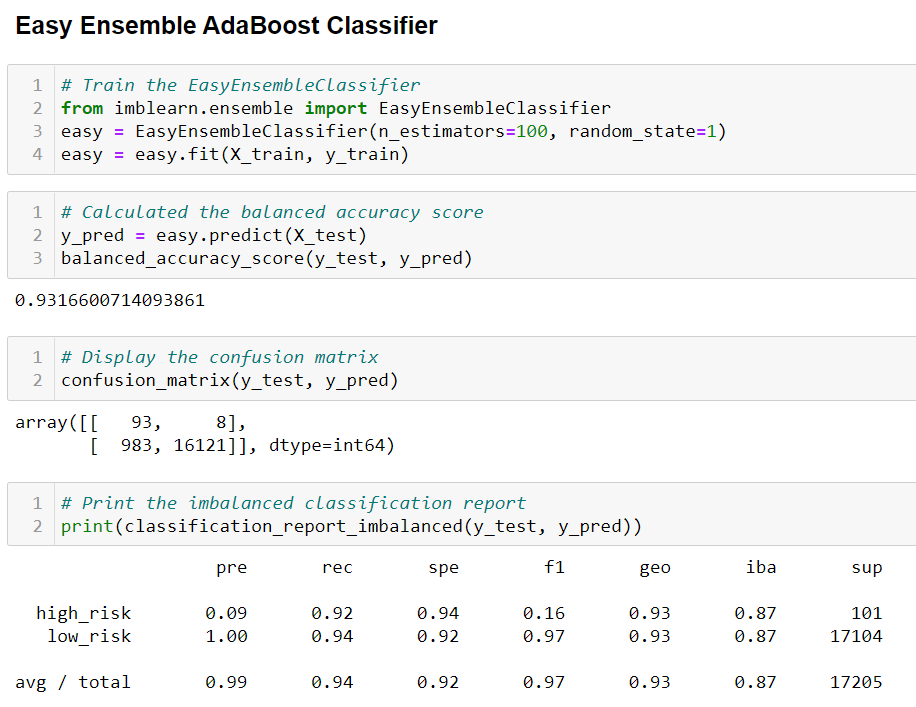 Easy Ensemble AdaBoost Classifier
1 # Train the EasyEnsembleClassifier
2 from imblearn.ensemble import EasyEnsembleClassifier
3 easy = EasyEnsembleClassifier(n_estimators=100, random_state=1)
4 easy = easy.fit(X_train, y_train)
1 # Calculated the balanced accuracy score
2 y_pred = easy.predict(X_test)
3 balanced_accuracy_score(y_test, y_pred)
0.9316600714093861
1 # Display the confusion matrix
2 confusion_matrix(y_test, y_pred)
array([[   93,     8],
       [  983, 16121]], dtype=int64)
1 # Print the imbalanced classification report
2 print(classification_report_imbalanced(y_test, y_pred))
pre rec spe f1 geo iba sup
high_risk 0.09 0.92 0.94 0.16 0.93 0.87 101
low_risk 1.00 0.94 0.92 0.97 0.93 0.87 17104
avg / total 0.99 0.94 0.92 0.97 0.93 0.87 17205